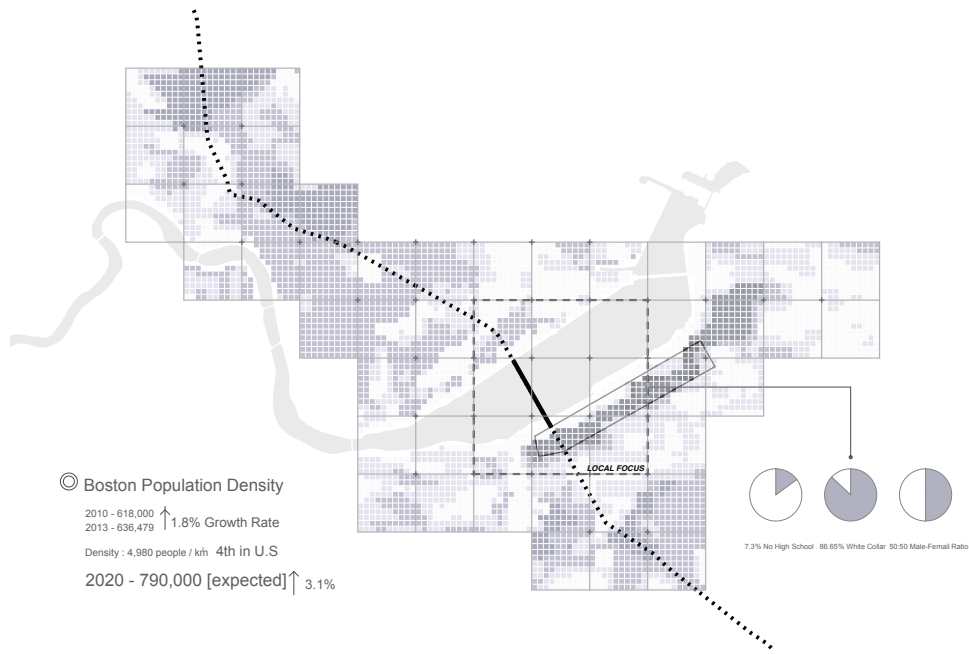 LOCAL FOCUS
Boston Population Density
2010 - 618,000
2013 - 636,479
1.8% Growth Rate
Density : 4,980 people / km 4th in U.S
2020 - 790,000 [expected] 3.1%
7.3% No High School 86.65% White Collar 50:50 Male-Femail Ratio